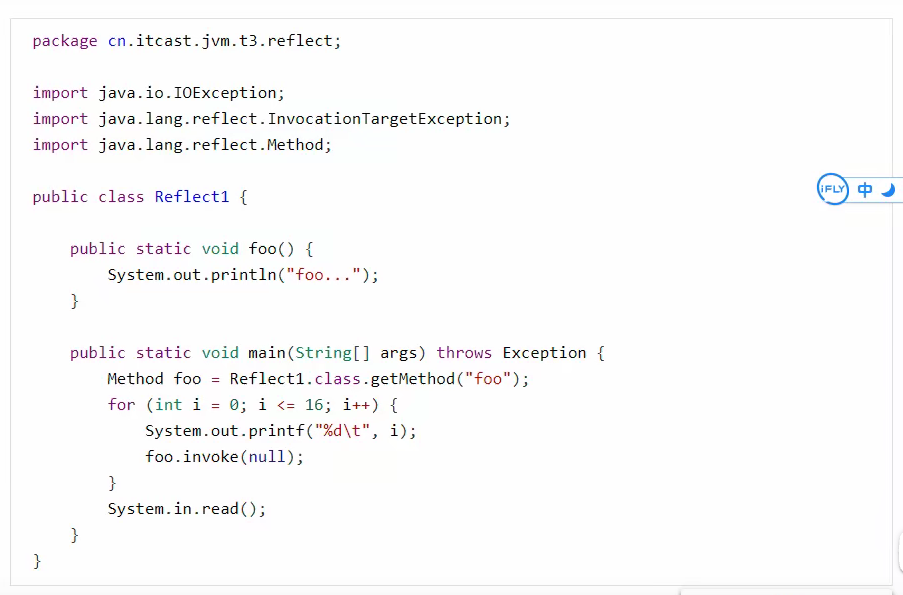 package cn.itcast.jvm.t3.reflect;

import java.io.IOException;
import java.lang.reflect.InvocationTargetException;
import java.lang.reflect.Method;

public class Reflect1 {

    public static void foo() {
        System.out.println("foo...");
    }

    public static void main(String[] args) throws Exception {
        Method foo = Reflect1.class.getMethod("foo");
        for (int i = 0; i <= 16; i++) {
            System.out.printf("%d\t", i);
            foo.invoke(null);
        }
        System.in.read();
    }
}
iFLY 中